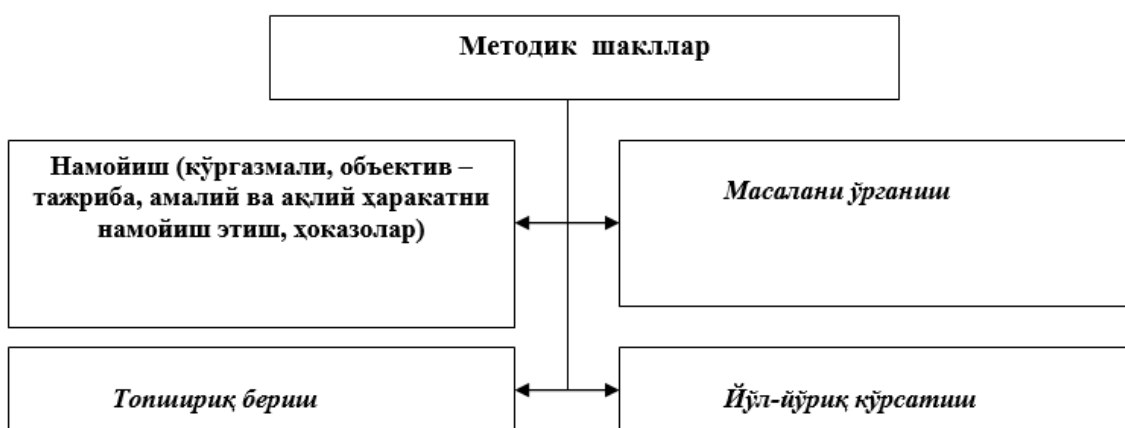 Методик шакллар
Намойиш (кўргазмали, объектив –
тажриба, амалий ва ақлий ҳаракатни
намойиш этиш, ҳоказолар)
Масалани ўрганиш
Топшириқ бериш
Йўл-йўриқ кўрсатиш